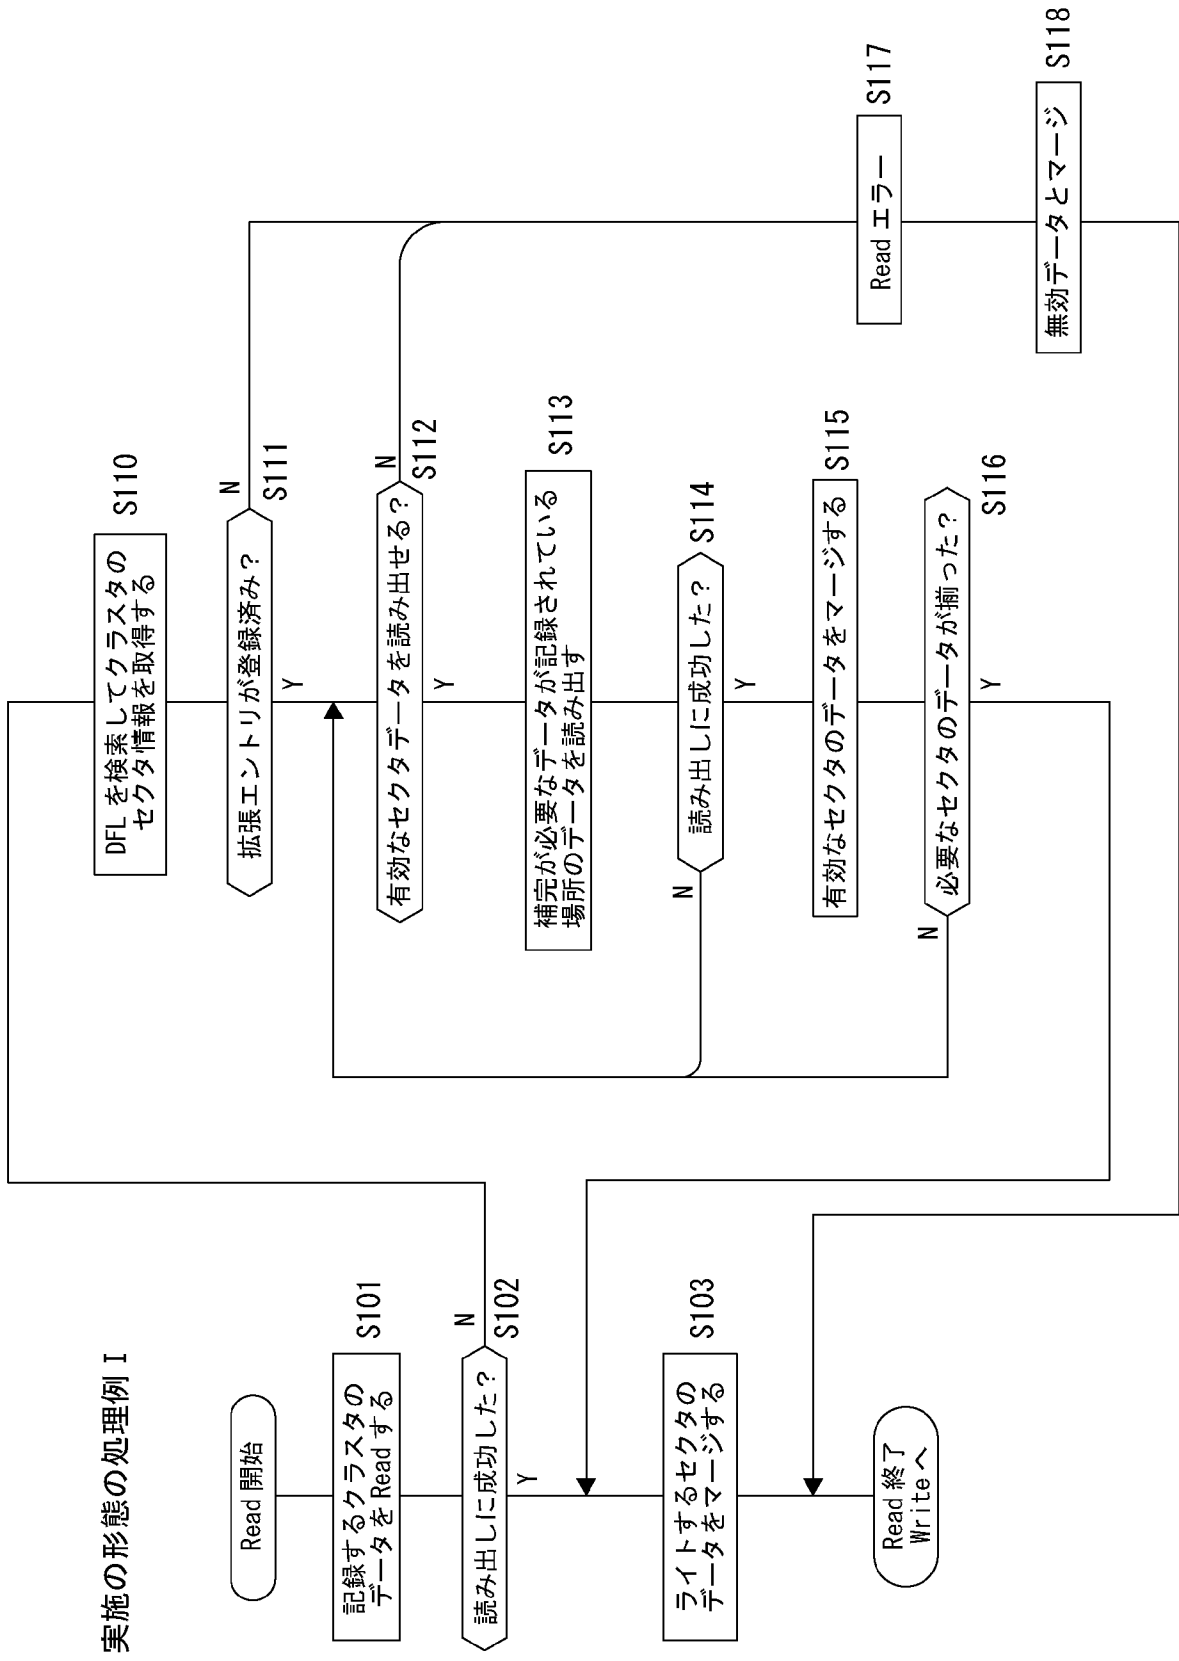 実施の形態の処理例 I
Read 開始
記録するクラスタの
データを Read する
S101
読み出しに成功した？
N
S102
Y
ライトするセクタの
データをマージする
S103
Read 終了
Write へ
DFL を検索してクラスタの
セクタ情報を取得する
S110
拡張エントリが登録済み？
N
S111
Y
有効なセクタデータを読み出せる？
N
S112
Y
補完が必要なデータが記録されている
場所のデータを読み出す
S113
読み出しに成功した？
S114
N
Y
有効なセクタのデータをマージする
S115
必要なセクタのデータが揃った？
S116
N
Y
Read エラー
S117
無効データとマージ
S118